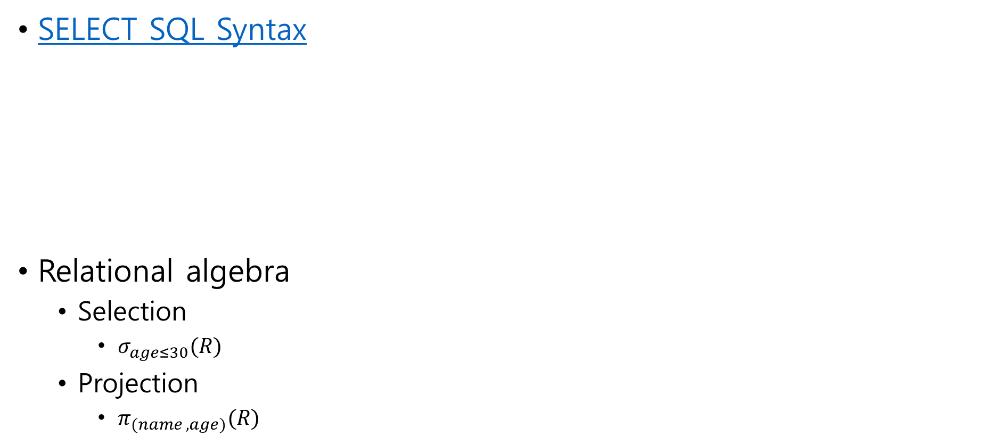 • SELECT SQL Syntax
• Relational algebra
• Selection
• σ_{age≤30}(R)
• Projection
• π_{(name,age)}(R)